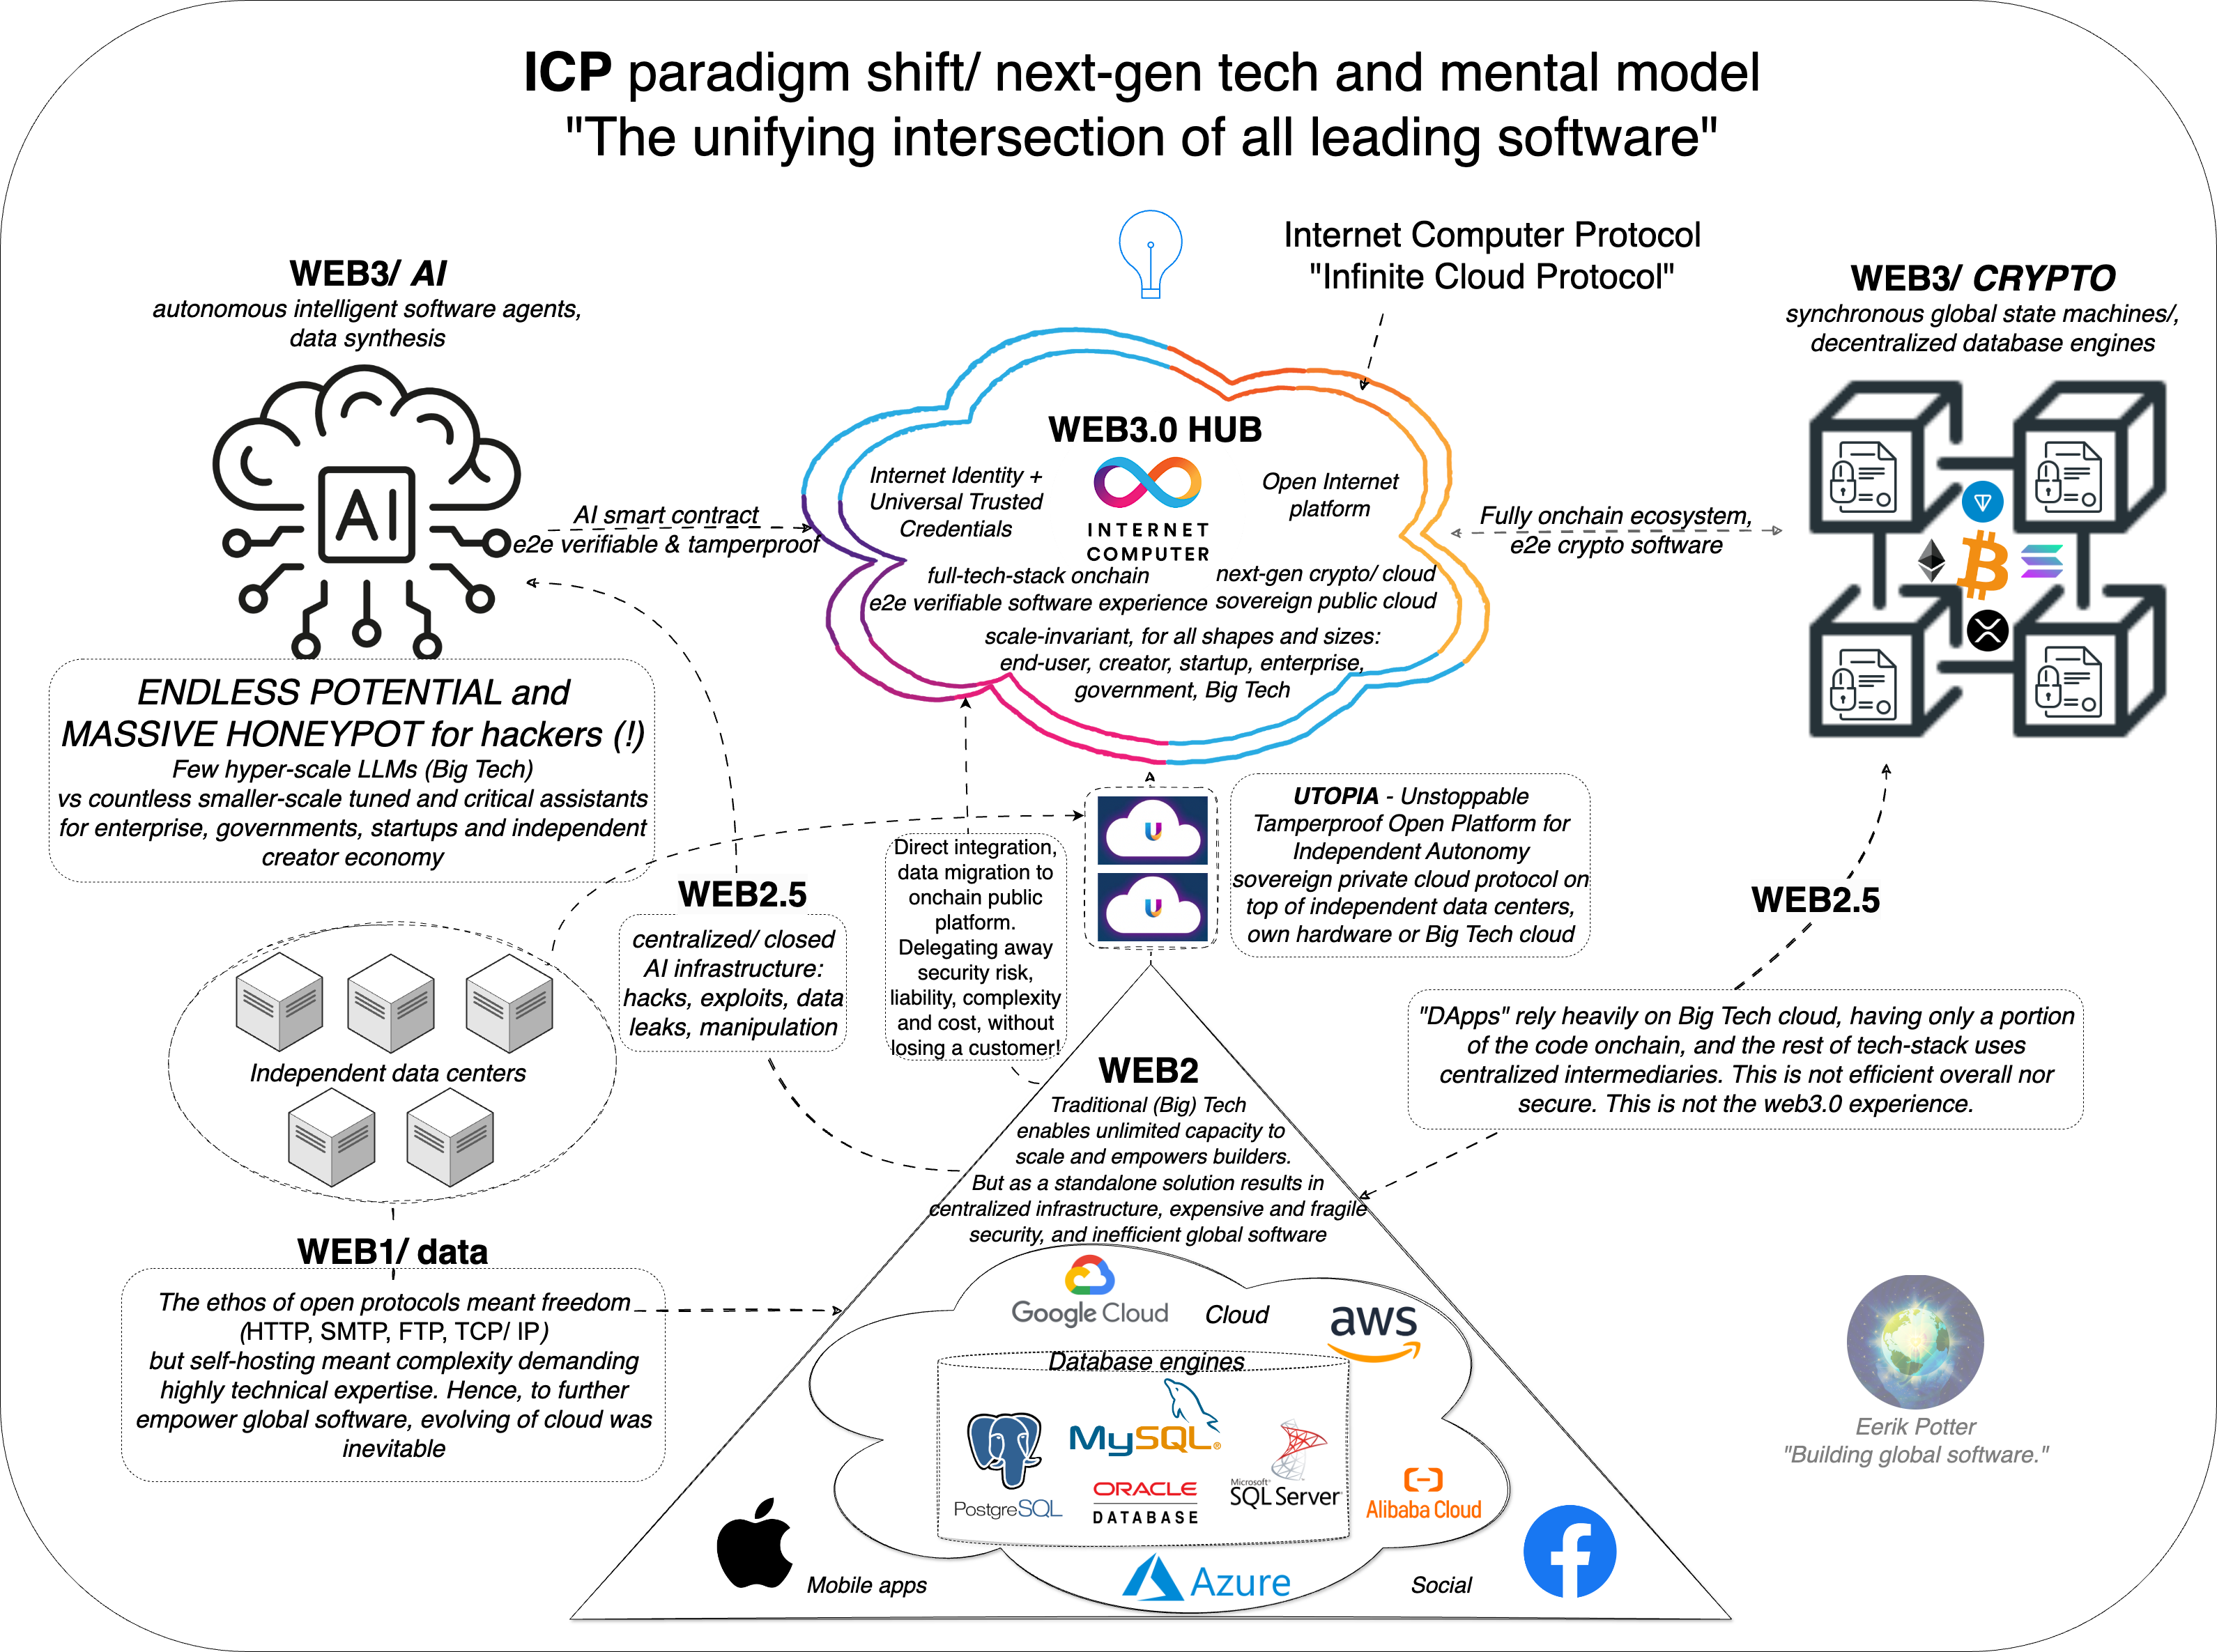 ICP paradigm shift/ next-gen tech and mental model
"The unifying intersection of all leading software"
Internet Computer Protocol
"Infinite Cloud Protocol"
WEB3/ AI
autonomous intelligent software agents,
data synthesis
AI
AI smart contract
e2e verifiable & tamperproof
WEB3.0 HUB
Internet Identity +
Universal Trusted
Credentials
INTERNET
COMPUTER
Open Internet
platform
full-tech-stack onchain
e2e verifiable software experience
next-gen crypto/ cloud
sovereign public cloud
scale-invariant, for all shapes and sizes:
end-user, creator, startup, enterprise,
government, Big Tech
Fully onchain ecosystem,
e2e crypto software
WEB3/ CRYPTO
synchronous global state machines/,
decentralized database engines
ENDLESS POTENTIAL and
MASSIVE HONEYPOT for hackers (!)
Few hyper-scale LLMs (Big Tech)
vs countless smaller-scale tuned and critical assistants
for enterprise, governments, startups and independent
creator economy
WEB2.5
centralized/ closed
AI infrastructure:
hacks, exploits, data
leaks, manipulation
Direct integration,
data migration to
onchain public
platform.
Delegating away
security risk,
liability, complexity
and cost, without
losing a customer!
U
U
UTOPIA - Unstoppable
Tamperproof Open Platform for
Independent Autonomy
sovereign private cloud protocol on
top of independent data centers,
own hardware or Big Tech cloud
WEB2.5
"DApps" rely heavily on Big Tech cloud, having only a portion
of the code onchain, and the rest of tech-stack uses
centralized intermediaries. This is not efficient overall nor
secure. This is not the web3.0 experience.
Independent data centers
WEB1/ data
The ethos of open protocols meant freedom
(HTTP, SMTP, FTP, TCP/ IP)
but self-hosting meant complexity demanding
highly technical expertise. Hence, to further
empower global software, evolving of cloud was
inevitable
WEB2
Traditional (Big) Tech
enables unlimited capacity to
scale and empowers builders.
But as a standalone solution results in
centralized infrastructure, expensive and fragile
security, and inefficient global software
Google Cloud
Cloud
aws
Database engines
PostgreSQL
MySQL®
ORACLE
DATABASE
Microsoft®
SQL Server
Alibaba Cloud
Mobile apps
Azure
Social
Eerik Potter
"Building global software."